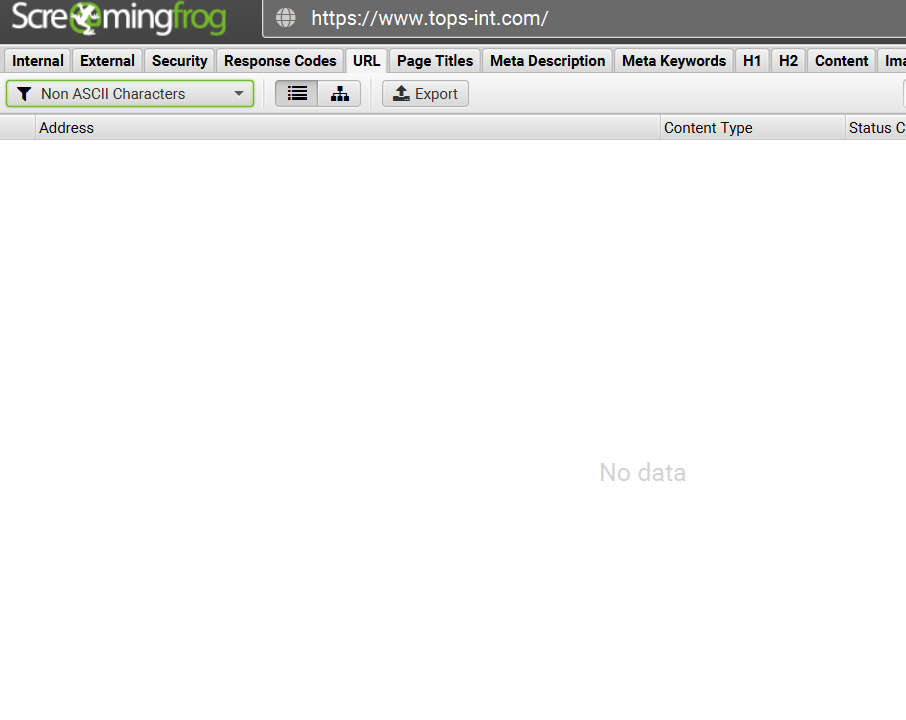 Screamingfrog https://www.tops-int.com/
Internal External Security Response Codes URL Page Titles Meta Description Meta Keywords H1 H2 Content Ima
Non ASCII Characters Export
Address Content Type Status C
No data